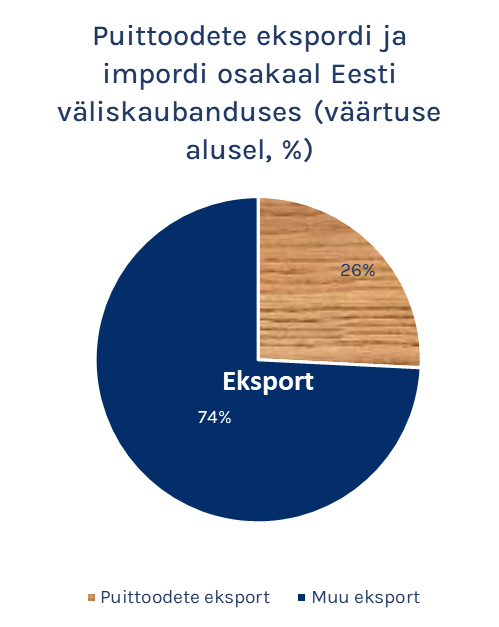 Puittoodete ekspordi ja
impordi osakaal Eesti
väliskaubanduses (väärtuse
alusel, %)
26%
Eksport
74%
Puittoodete eksport
Muu eksport